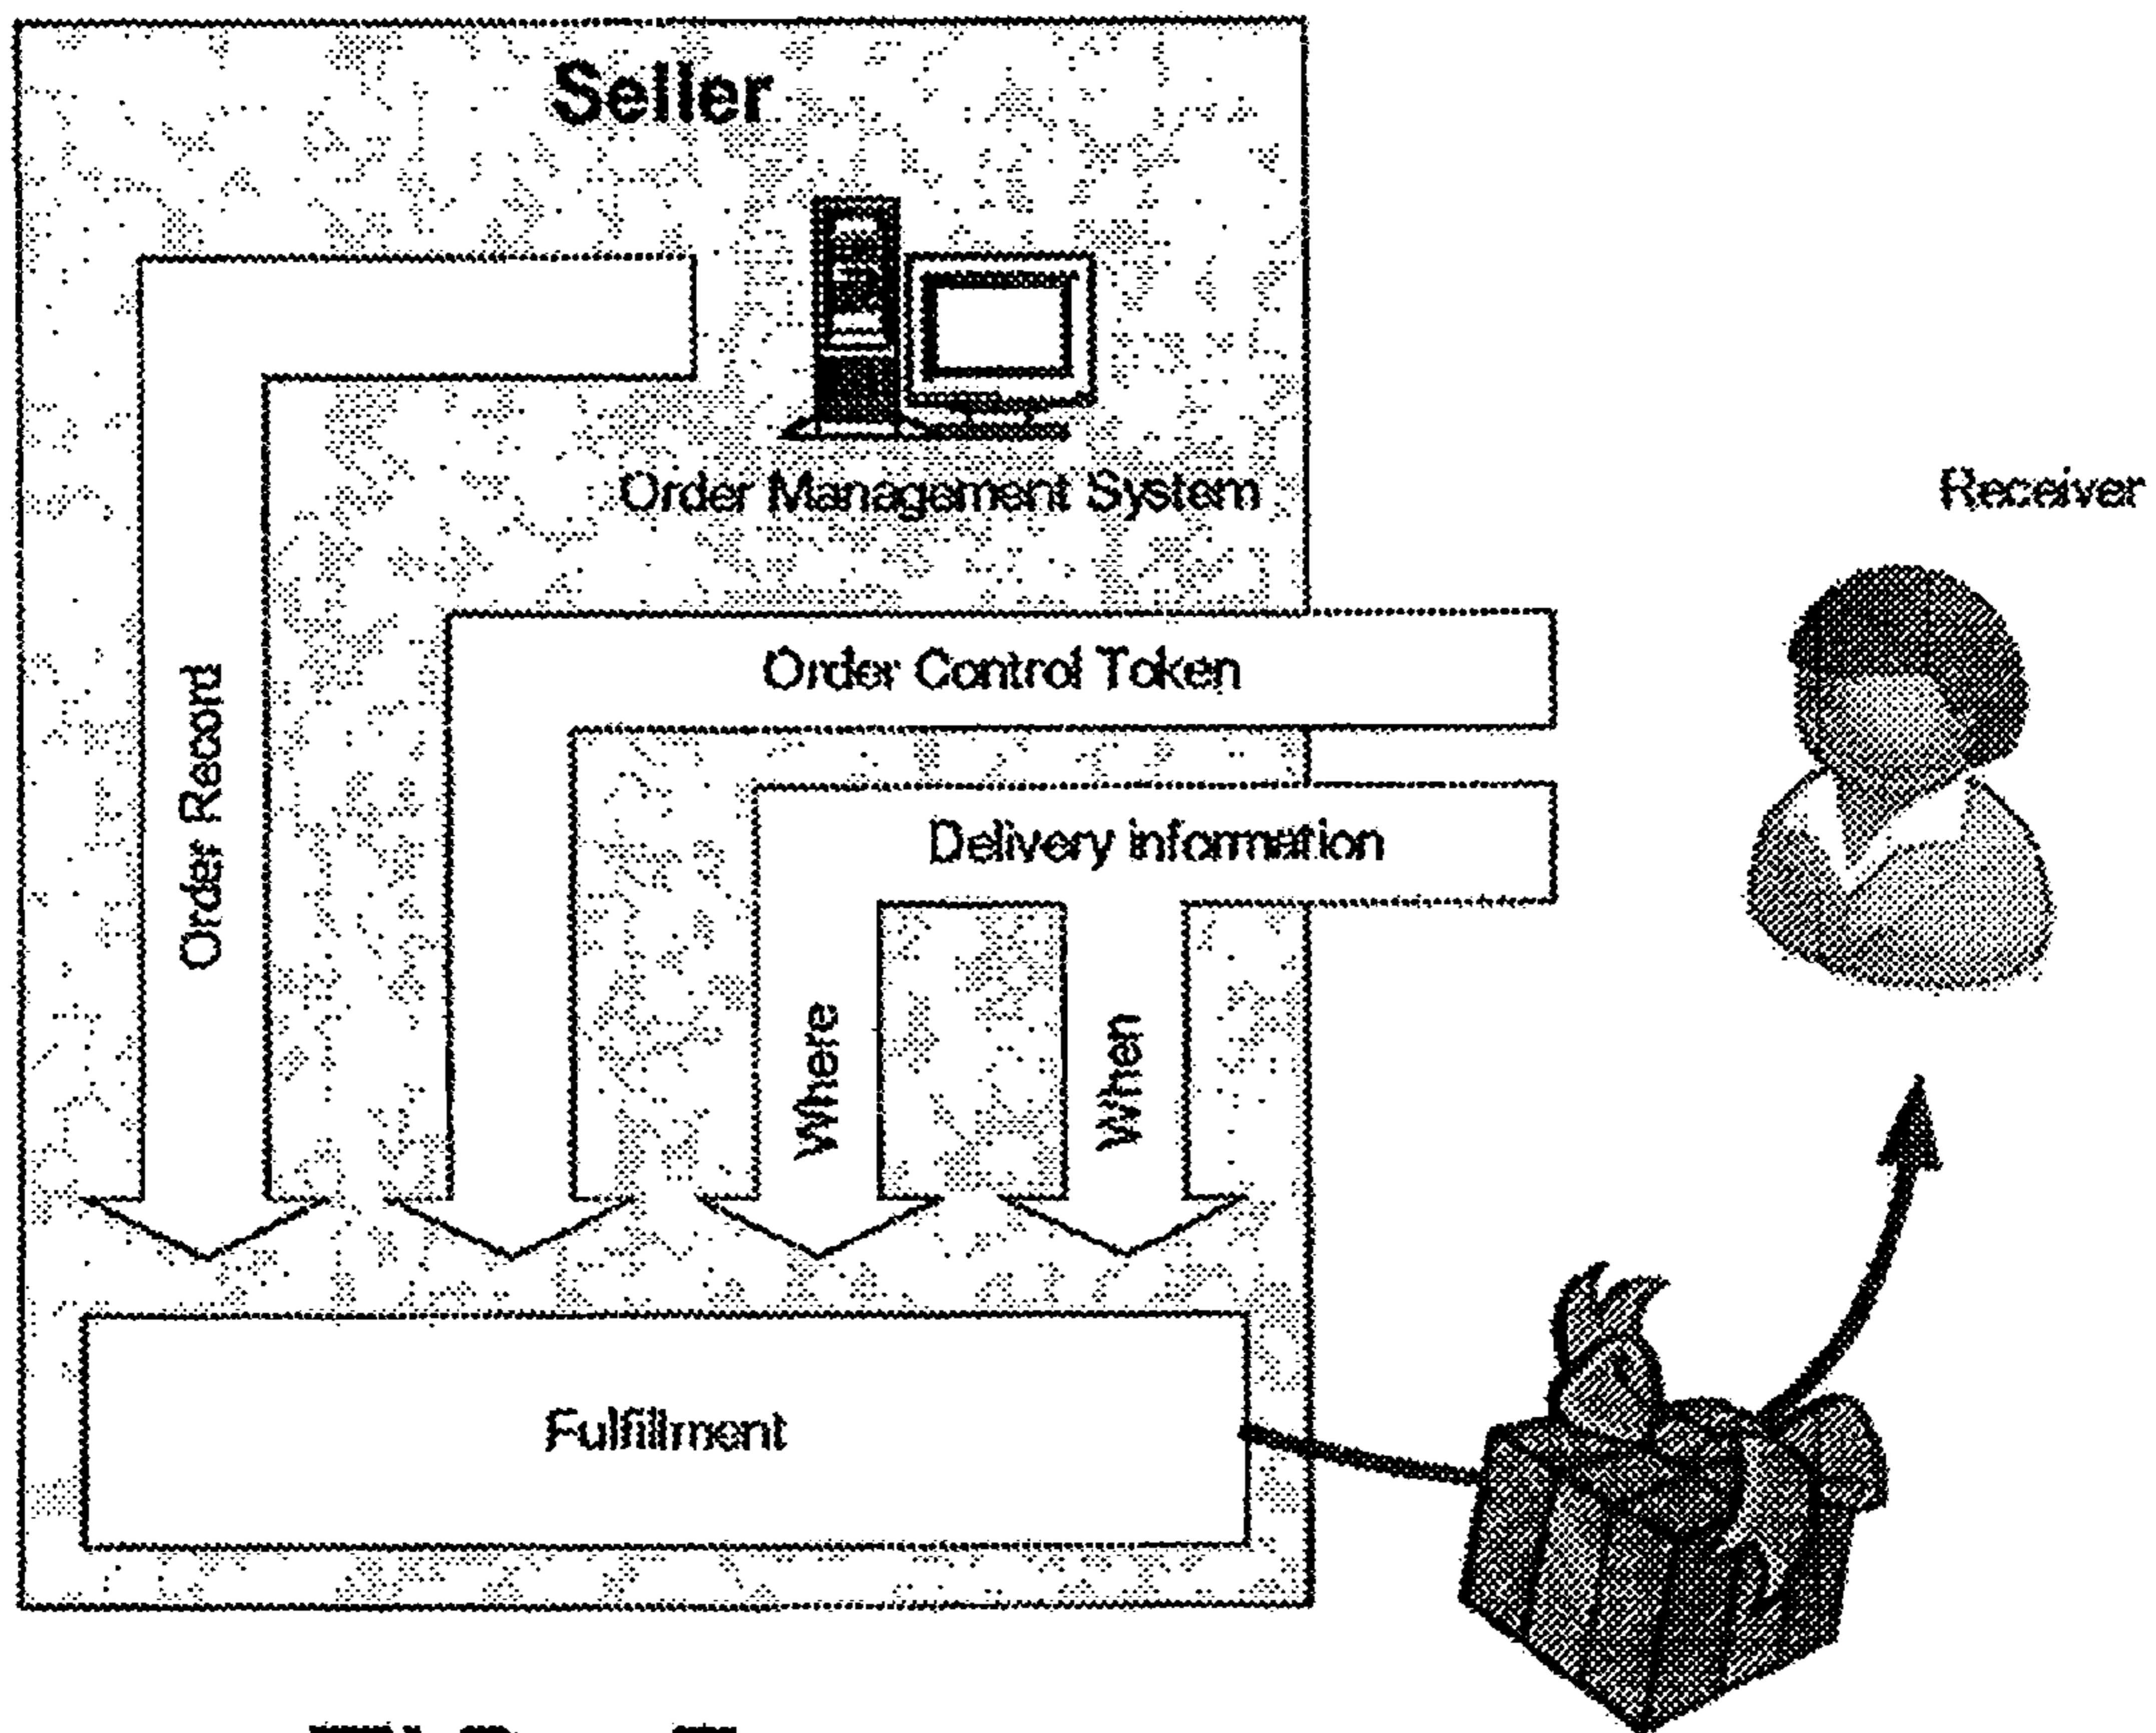 Seller
Order Management System
Receiver
Order Control Token
Order Record
Delivery information
Where
When
Fulfillment